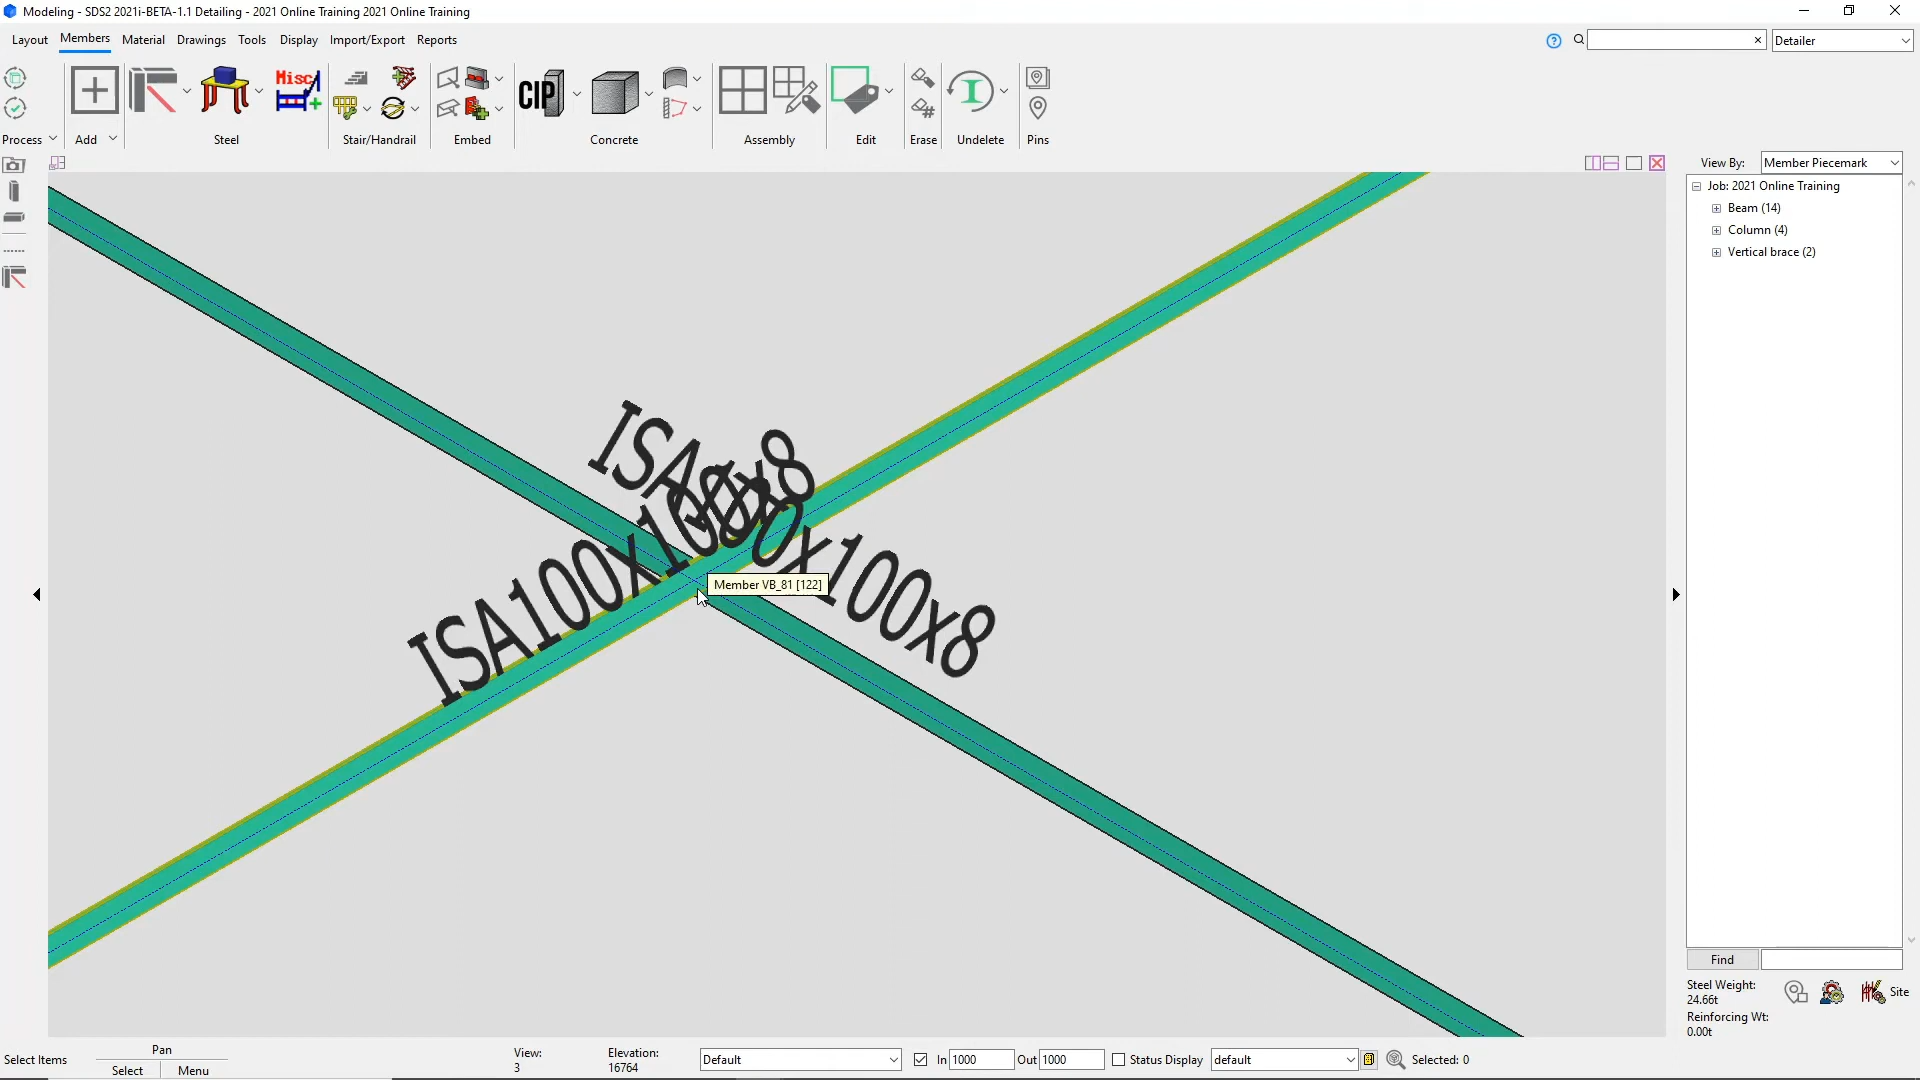 Modeling - SDS2 2021i-BETA-1.1 Detailing - 2021 Online Training 2021 Online Training
Layout Members Material Drawings Tools Display Import/Export Reports
Detailer
Misc
CIP
Process Add Steel Stair/Handrail Embed Concrete Assembly Edit Erase Undelete Pins
View By: Member Piecemark
Job: 2021 Online Training
Beam (14)
Column (4)
Vertical brace (2)
ISA100x100x8
ISA100x100x8
Member VB_81 [122]
Find
Steel Weight:
24.66t
Site
Reinforcing Wt:
0.00t
Select Items
Pan
Select Menu
View:
3
Elevation:
16764
Default
In 1000 Out 1000 Status Display default Selected: 0